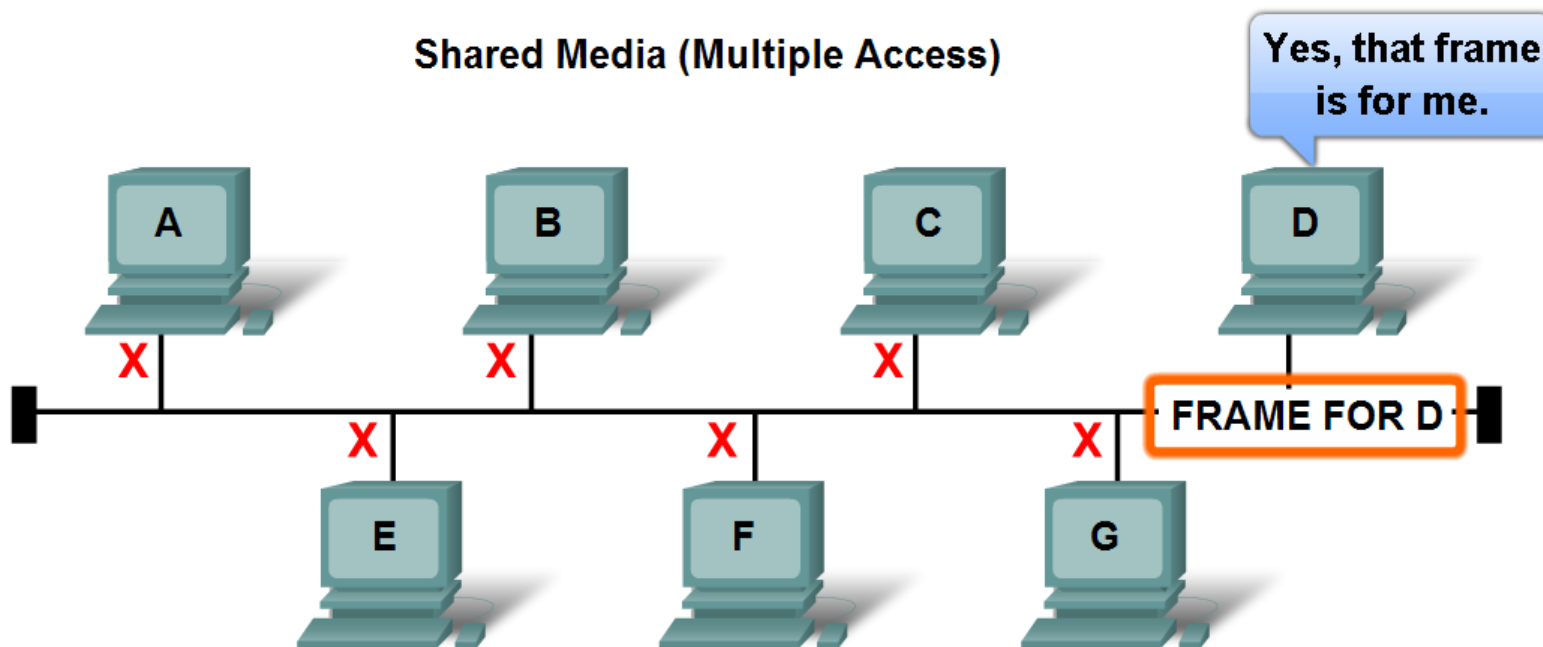 Shared Media (Multiple Access)
Yes, that frame
is for me.
A
B
C
D
X
X
X
FRAME FOR D
X
X
X
E
F
G